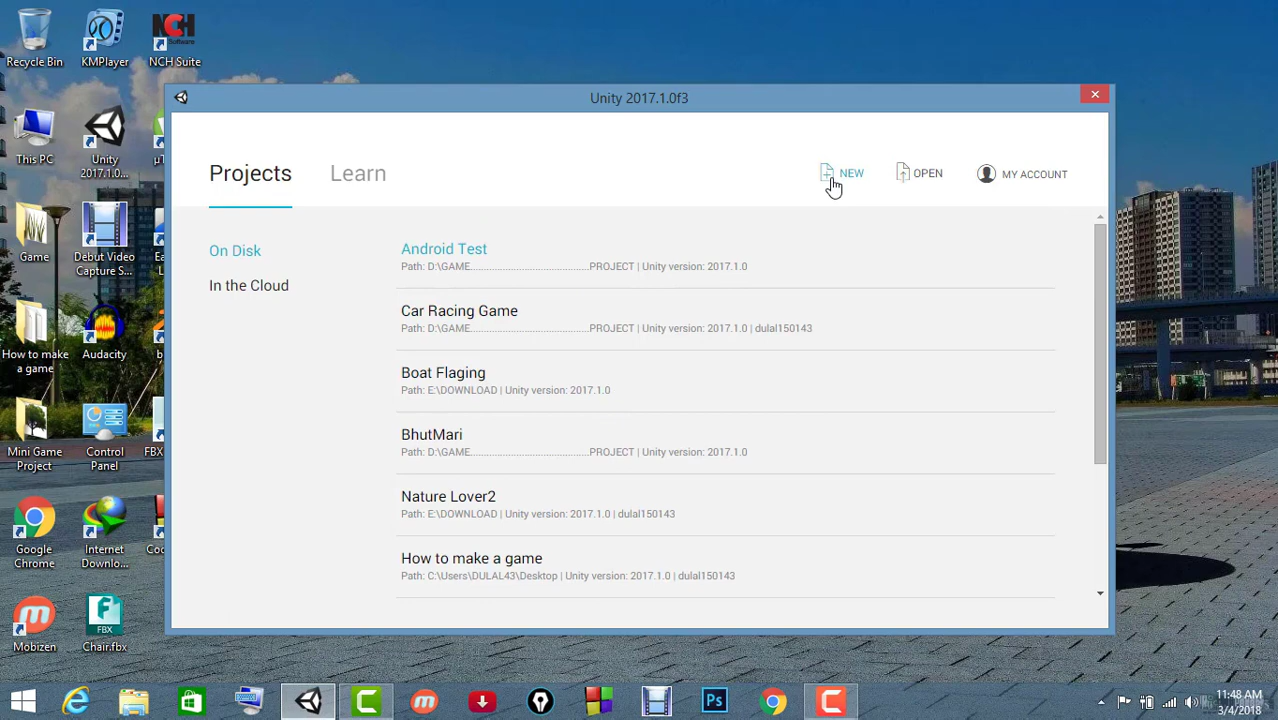 Recycle Bin
KMPlayer
NCH
Software
NCH Suite
This PC
Unity
2017.1.0...
Game
Debut Video
Capture S...
How to make
a game
Audacity
Mini Game
Project
Control
Panel
FBX
Google
Chrome
Internet
Downlo...
Mobizen
FBX
Chair.fbx
Unity 2017.1.0f3
Projects
Learn
NEW
OPEN
MY ACCOUNT
On Disk
In the Cloud
Android Test
Path: D:\GAME.........................................PROJECT | Unity version: 2017.1.0
Car Racing Game
Path: D:\GAME.........................................PROJECT | Unity version: 2017.1.0 | dulal150143
Boat Flaging
Path: E:\DOWNLOAD | Unity version: 2017.1.0
BhutMari
Path: D:\GAME.........................................PROJECT | Unity version: 2017.1.0
Nature Lover2
Path: E:\DOWNLOAD | Unity version: 2017.1.0 | dulal150143
How to make a game
Path: C:\Users\DULAL43\Desktop | Unity version: 2017.1.0 | dulal150143
Ps
11:48 AM
3/4/2018